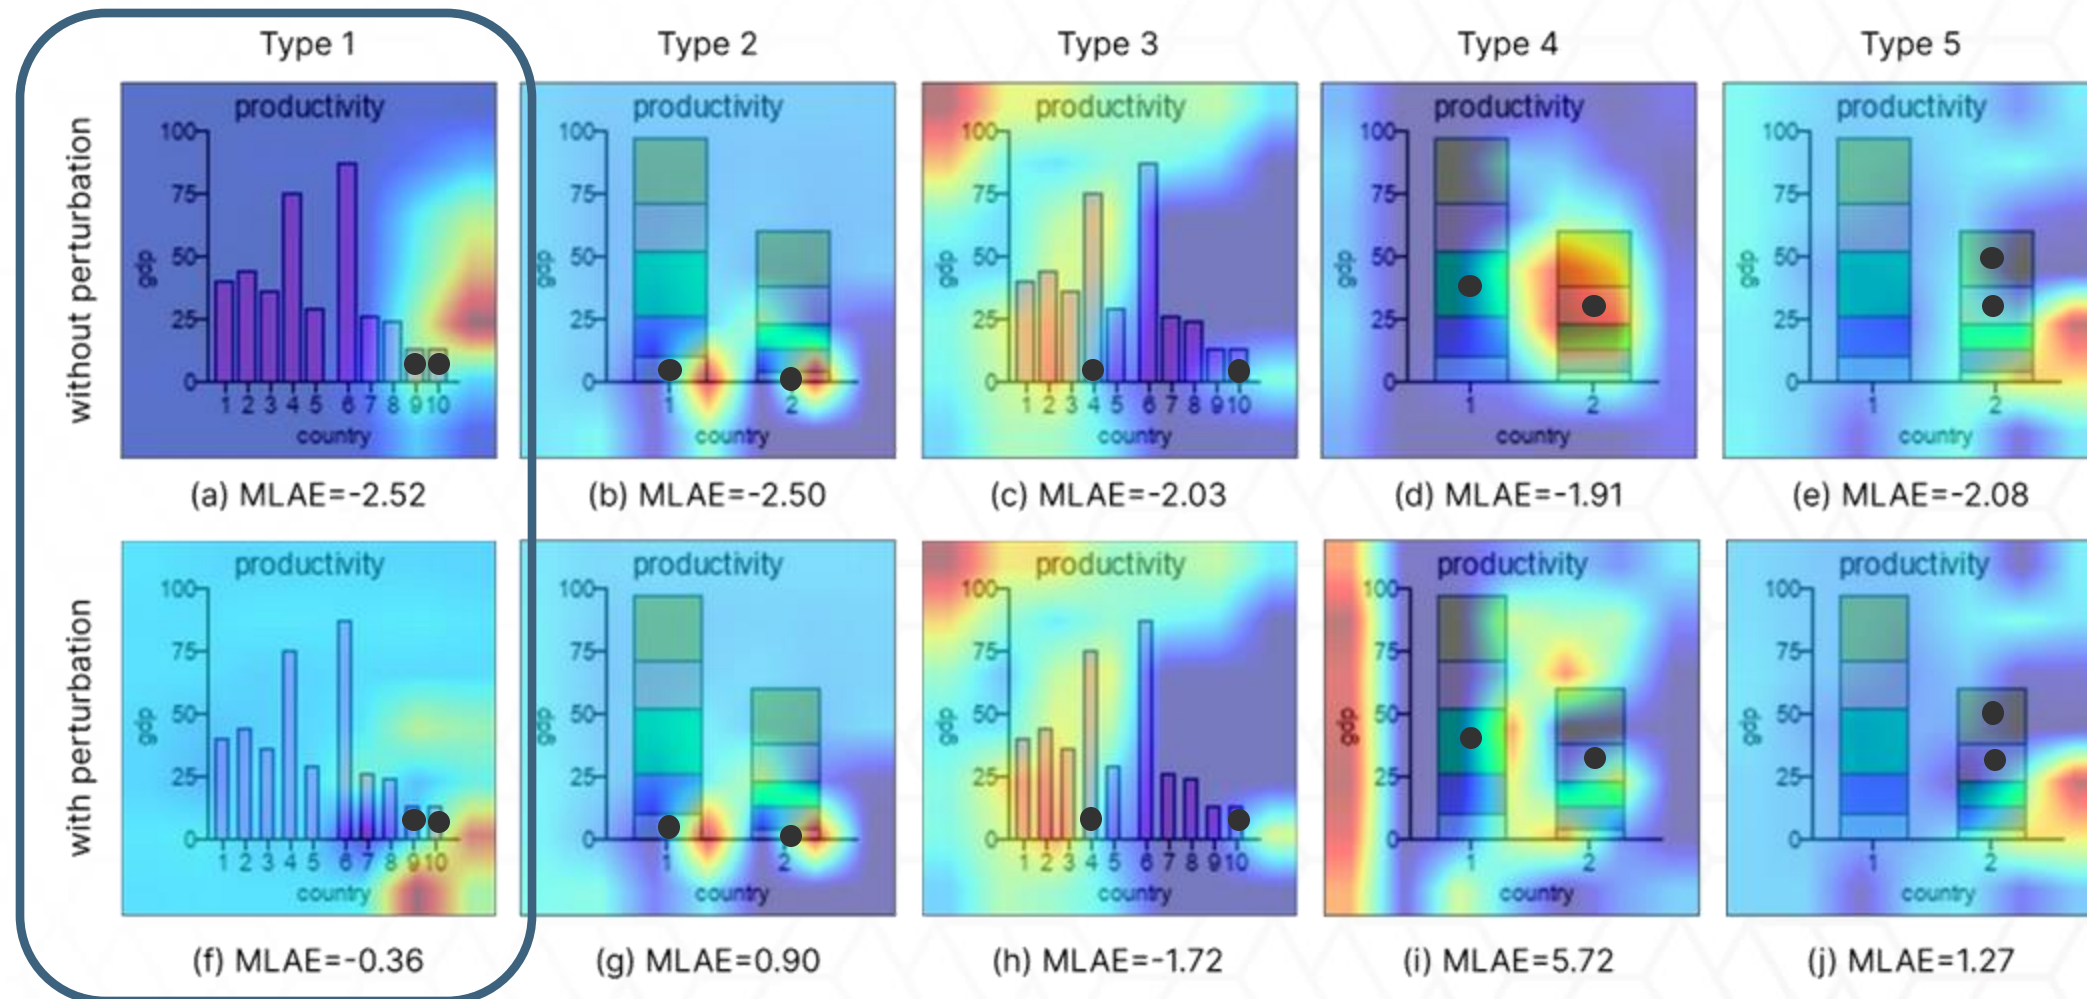 Type 1 Type 2 Type 3 Type 4 Type 5
without perturbation
productivity
100
75
50
25
0
gdp
1 2 3 4 5 6 7 8 9 10
country
productivity
100
75
50
25
0
gdp
1 2
country
productivity
100
75
50
25
0
gdp
1 2 3 4 5 6 7 8 9 10
country
productivity
100
75
50
25
0
gdp
1 2
country
productivity
100
75
50
25
0
gdp
1 2
country
(a) MLAE=-2.52 (b) MLAE=-2.50 (c) MLAE=-2.03 (d) MLAE=-1.91 (e) MLAE=-2.08
with perturbation
productivity
100
75
50
25
0
gdp
1 2 3 4 5 6 7 8 9 10
country
productivity
100
75
50
25
0
gdp
1 2
country
productivity
100
75
50
25
0
gdp
1 2 3 4 5 6 7 8 9 10
country
productivity
100
75
50
25
0
gdp
1 2
country
productivity
100
75
50
25
0
gdp
1 2
country
(f) MLAE=-0.36 (g) MLAE=0.90 (h) MLAE=-1.72 (i) MLAE=5.72 (j) MLAE=1.27